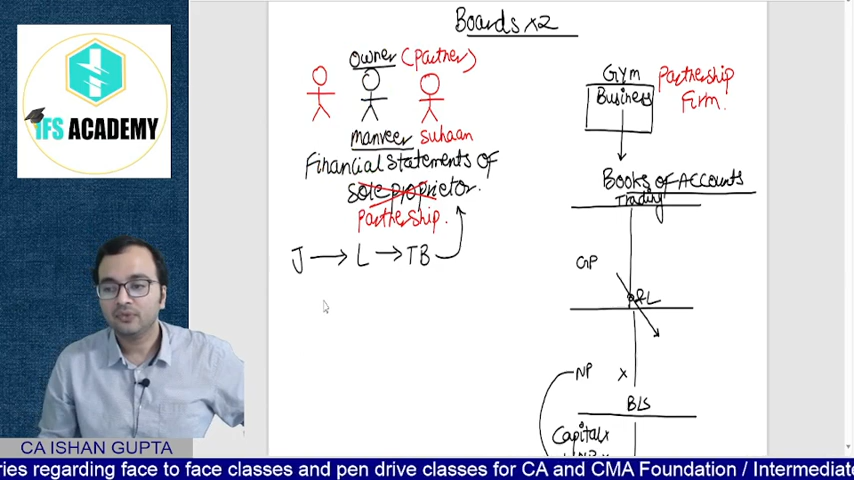 Boards x2
owner (Partner)
manveer suhaan
Financial Statements of
sole proprietor.
Partnership.
J → L → TB
Gym
Business
Partnership
Firm.
Books of Accounts
Trading
GP
P&L
NP x
B/S
Capital x
NP x
IFS ACADEMY
CA ISHAN GUPTA
ries regarding face to face classes and pen drive classes for CA and CMA Foundation / Intermediate